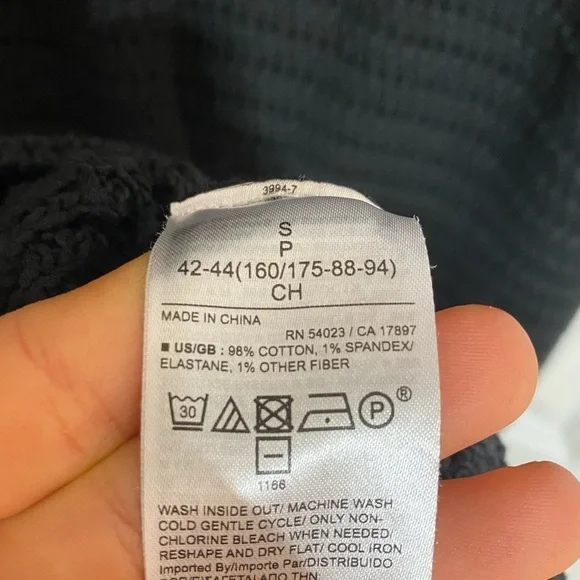 3994-7
S
P
42-44(160/175-88-94)
CH
MADE IN CHINA
RN 54023 / CA 17897
US/GB : 98% COTTON, 1% SPANDEX/
ELASTANE, 1% OTHER FIBER
30 P ®
1166
WASH INSIDE OUT/ MACHINE WASH
COLD GENTLE CYCLE/ ONLY NON-
CHLORINE BLEACH WHEN NEEDED/
RESHAPE AND DRY FLAT/ COOL IRON
Imported By/Importe Par/DISTRIBUIDO